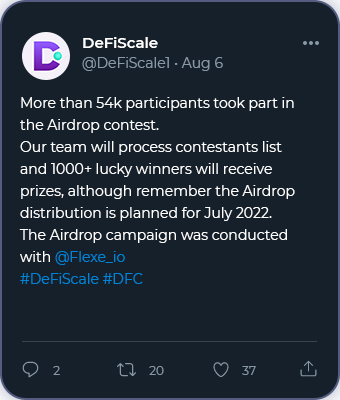 DeFiScale
@DeFiScale1 · Aug 6
More than 54k participants took part in
the Airdrop contest.
Our team will process contestants list
and 1000+ lucky winners will receive
prizes, although remember the Airdrop
distribution is planned for July 2022.
The Airdrop campaign was conducted
with @Flexe_io
#DeFiScale #DFC
2 20 37